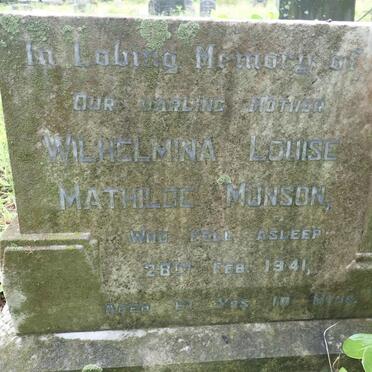 In Loving Memory of
OUR DARLING MOTHER
WILHELMINA LOUISE
MATHILDE MUNSON,
WHO FELL ASLEEP
28TH FEB. 1941,
AGED YRS 10 MTHS